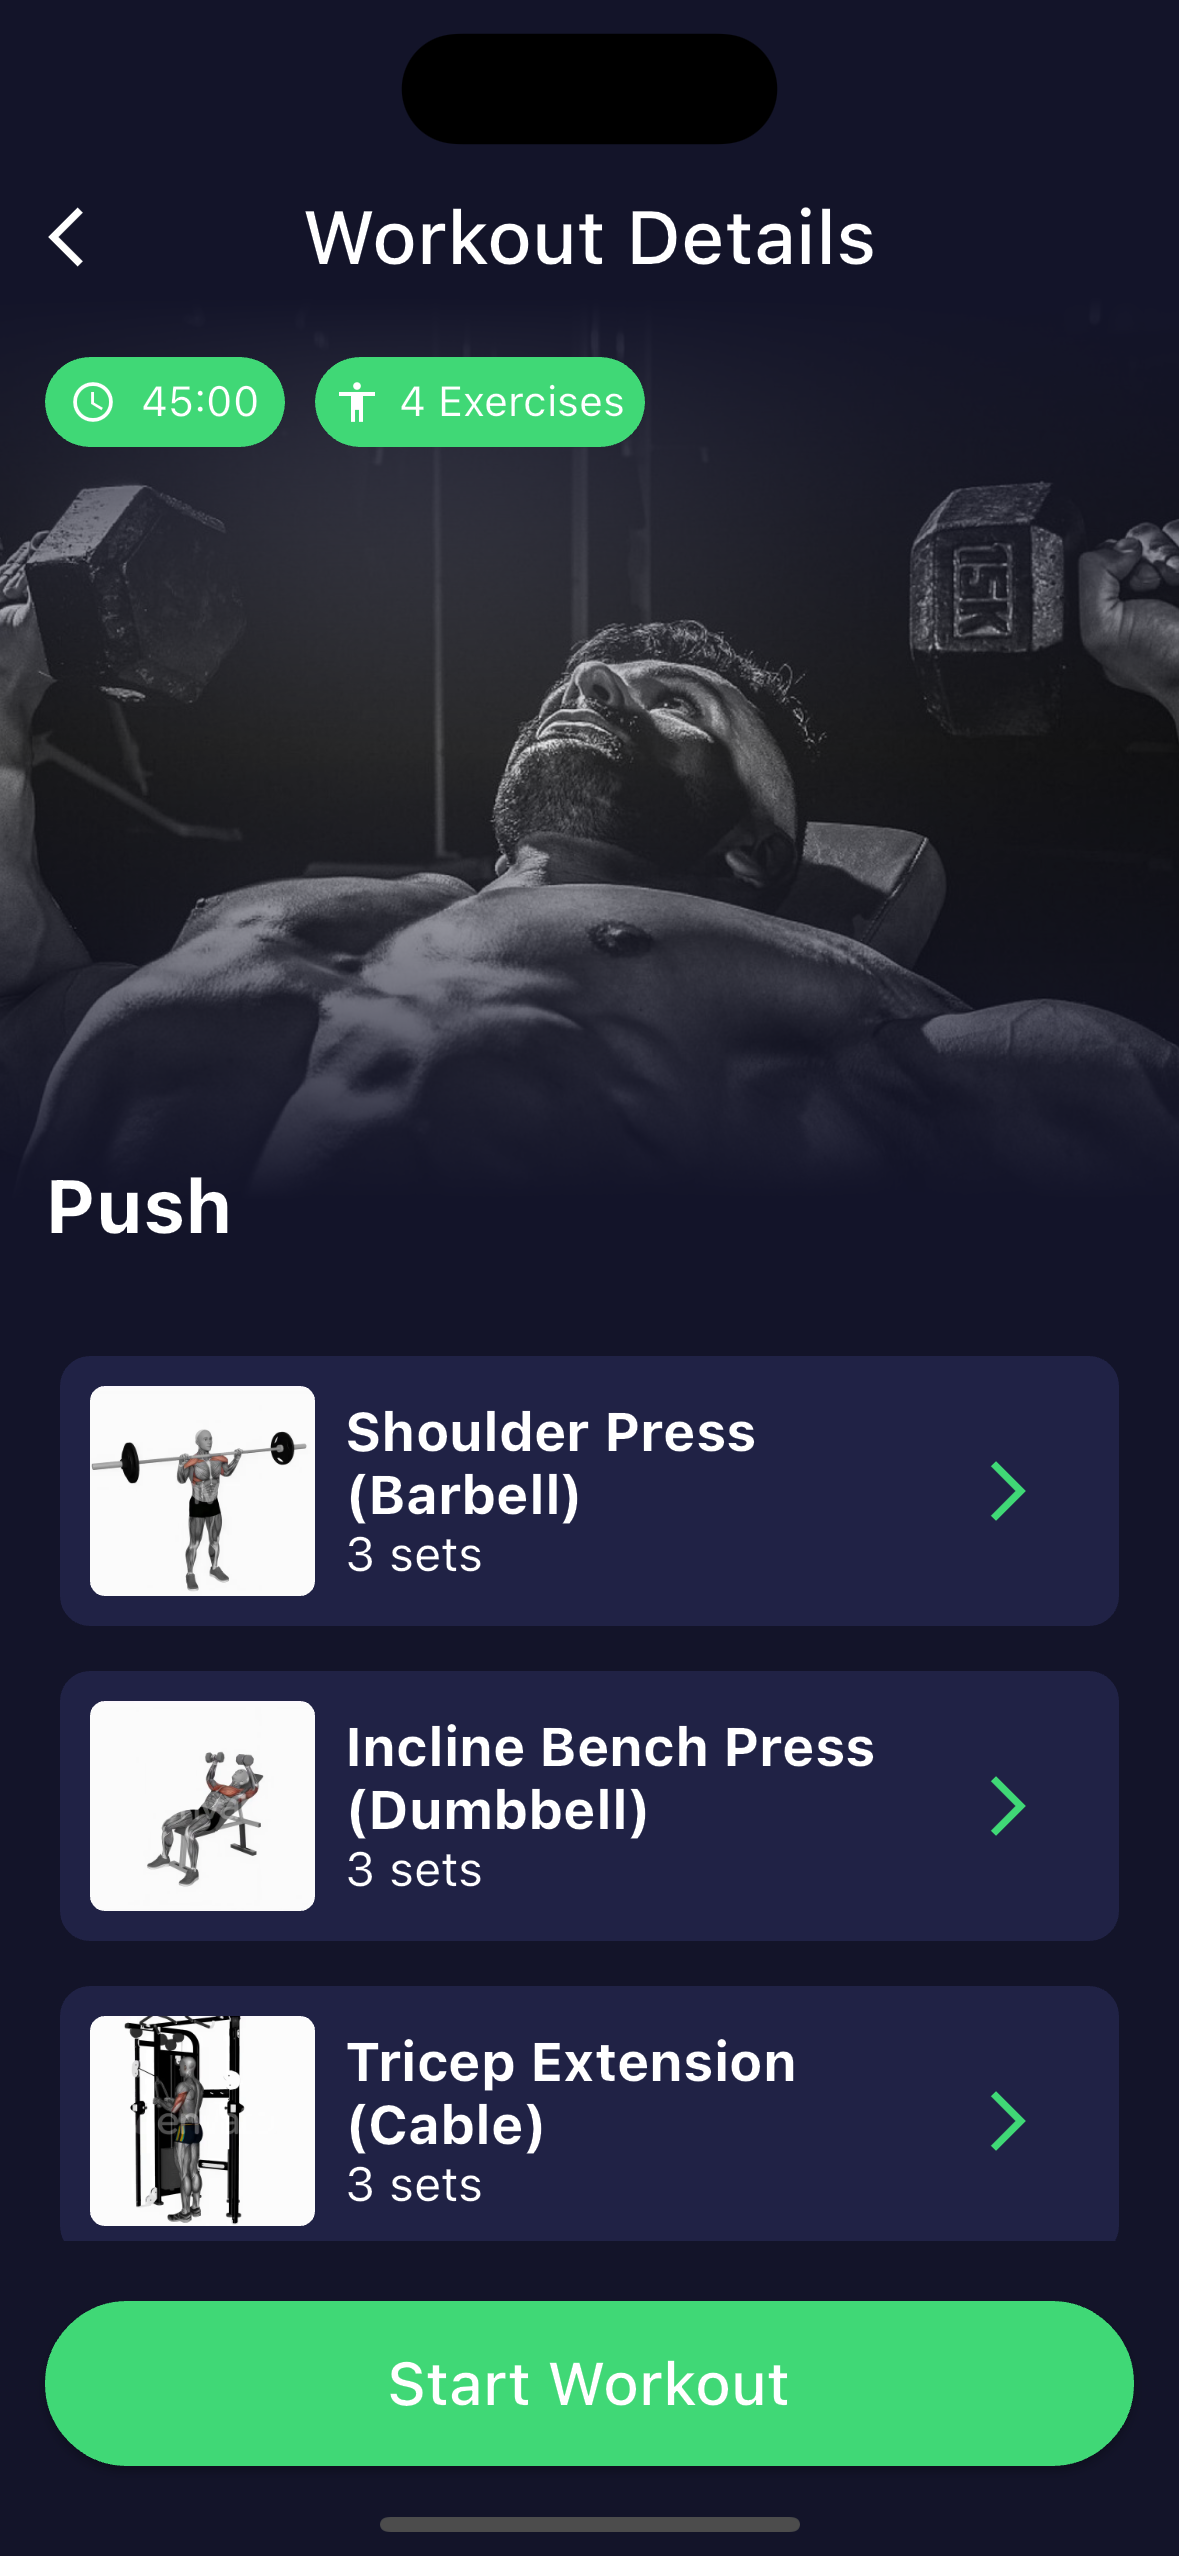 Workout Details
45:00
4 Exercises
15K
Push
Shoulder Press
(Barbell)
3 sets
Incline Bench Press
(Dumbbell)
3 sets
Tricep Extension
(Cable)
3 sets
Start Workout